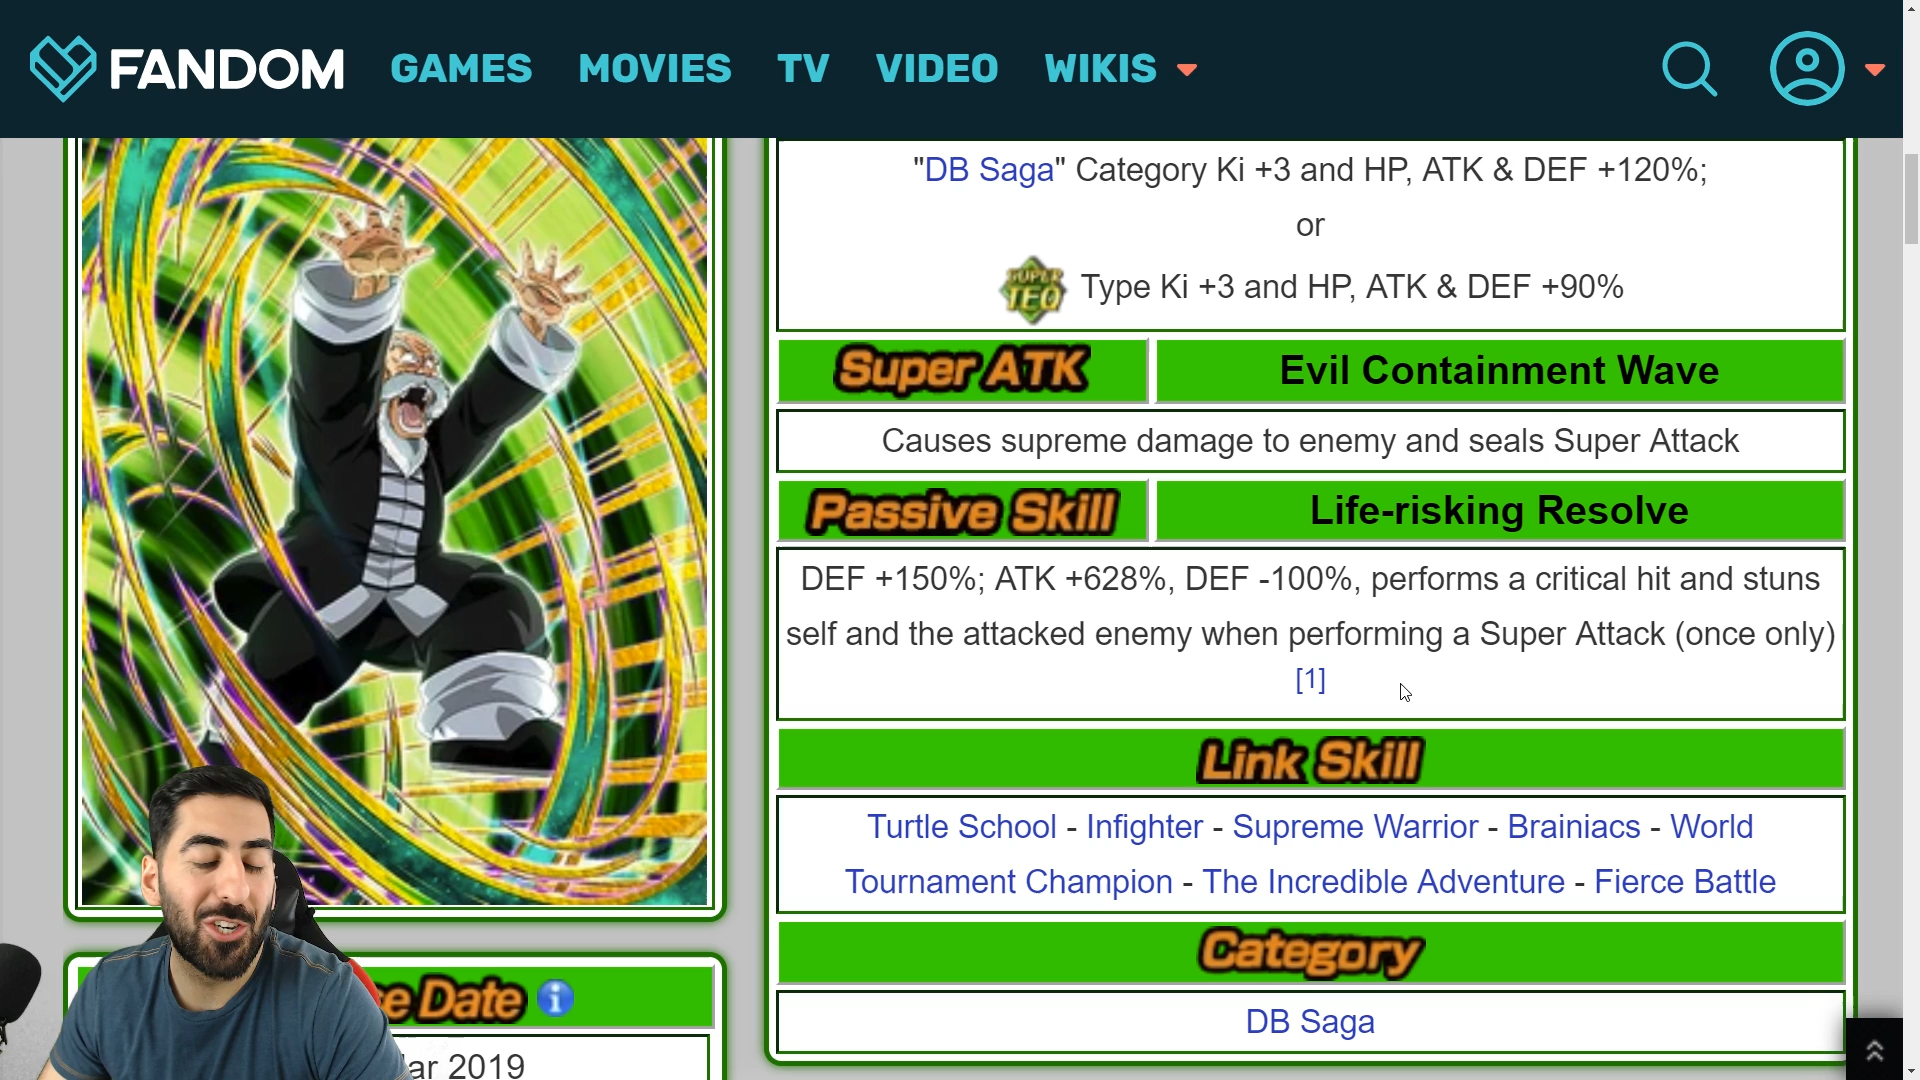 FANDOM GAMES MOVIES TV VIDEO WIKIS
"DB Saga" Category Ki +3 and HP, ATK & DEF +120%;
or
SUPER TEQ Type Ki +3 and HP, ATK & DEF +90%
Super ATK
Evil Containment Wave
Causes supreme damage to enemy and seals Super Attack
Passive Skill
Life-risking Resolve
DEF +150%; ATK +628%, DEF -100%, performs a critical hit and stuns
self and the attacked enemy when performing a Super Attack (once only)
[1]
Link Skill
Turtle School - Infighter - Supreme Warrior - Brainiacs - World
Tournament Champion - The Incredible Adventure - Fierce Battle
Category
DB Saga
Date
2019